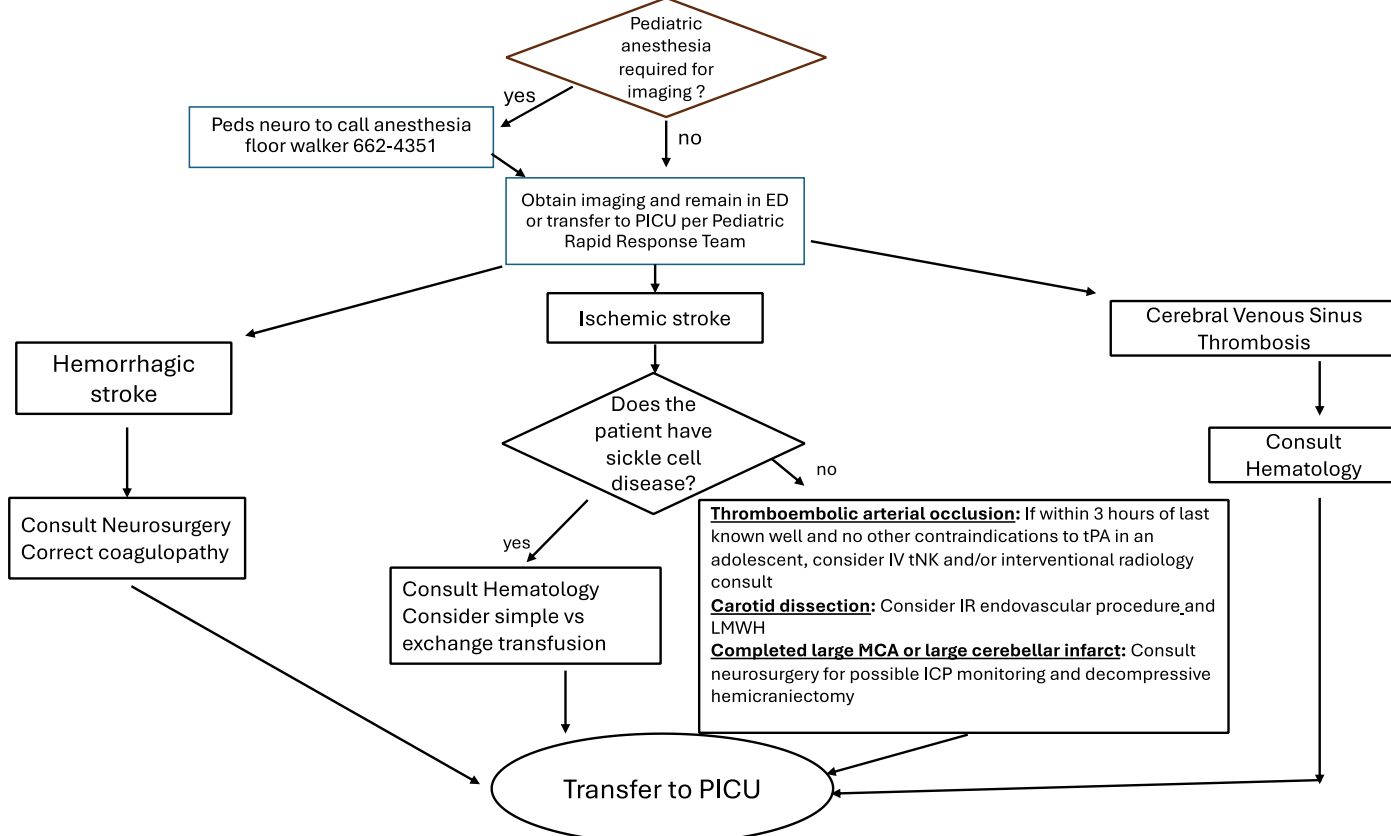 Pediatric
anesthesia
required for
imaging ?
yes
no
Peds neuro to call anesthesia
floor walker 662-4351
Obtain imaging and remain in ED
or transfer to PICU per Pediatric
Rapid Response Team
Hemorrhagic
stroke
Ischemic stroke
Cerebral Venous Sinus
Thrombosis
Does the
patient have
sickle cell
disease?
no
yes
Consult
Hematology
Consult Neurosurgery
Correct coagulopathy
Consult Hematology
Consider simple vs
exchange transfusion
Thromboembolic arterial occlusion: If within 3 hours of last
known well and no other contraindications to tPA in an
adolescent, consider IV tNK and/or interventional radiology
consult
Carotid dissection: Consider IR endovascular procedure and
LMWH
Completed large MCA or large cerebellar infarct: Consult
neurosurgery for possible ICP monitoring and decompressive
hemicraniectomy
Transfer to PICU